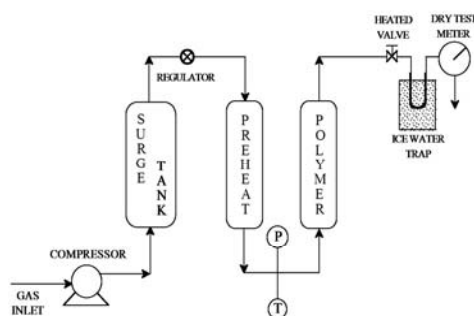 HEATED
VALVE
DRY TEST
METER
REGULATOR
SURGE
TANK
PREHEAT
POLYMER
ICE WATER
TRAP
P
COMPRESSOR
GAS
INLET
T